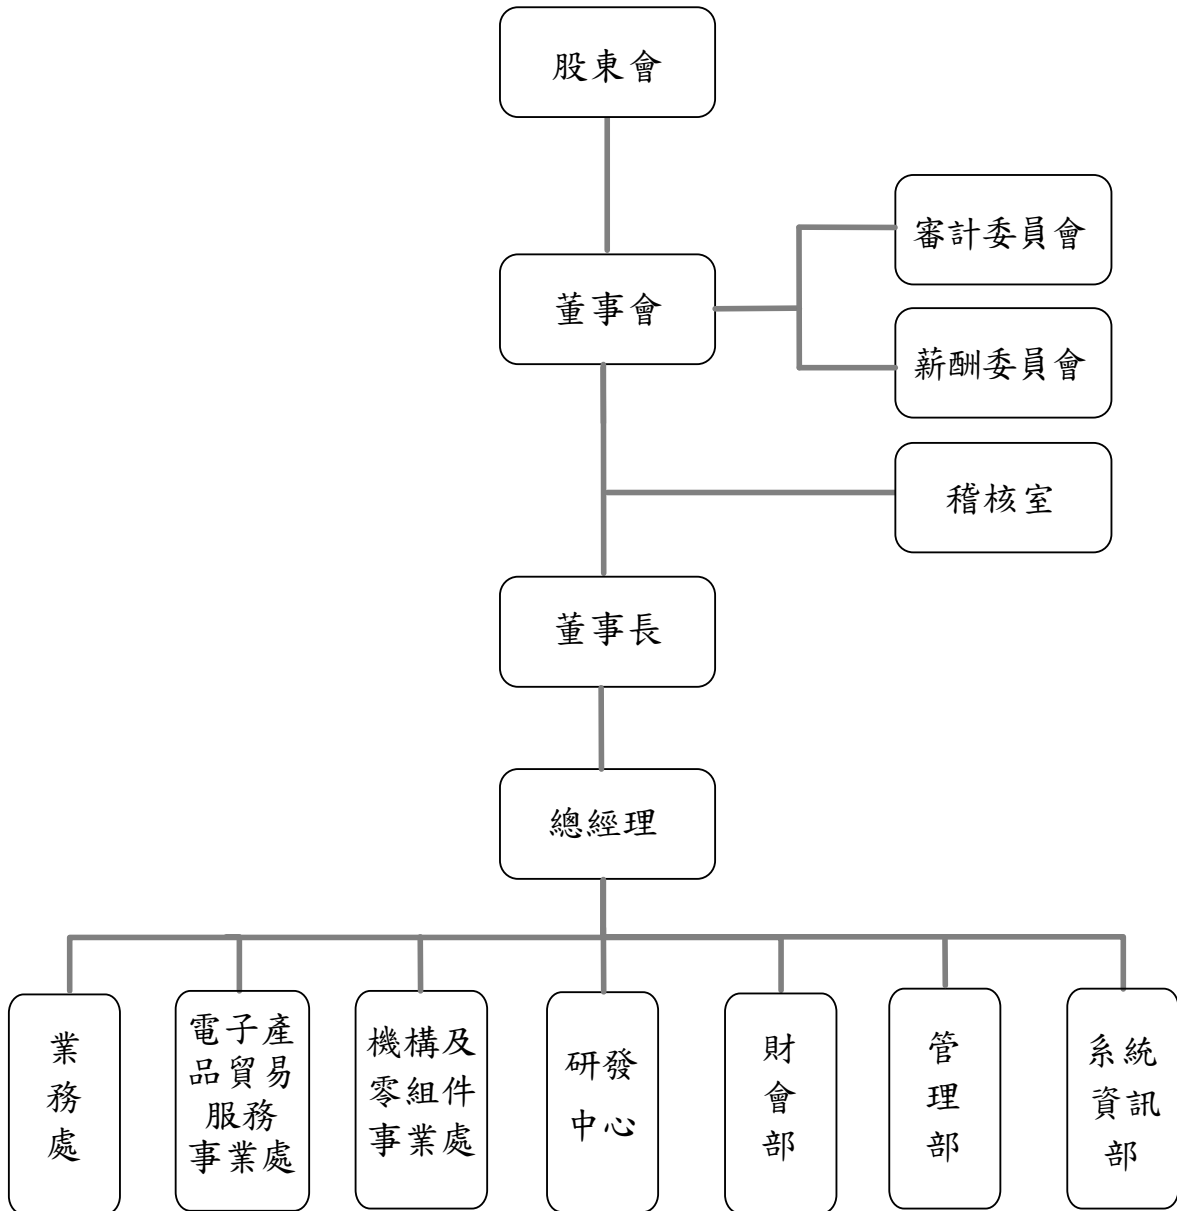 股東會
審計委員會
董事會
薪酬委員會
稽核室
董事長
總經理
業
務
處
電子產
品貿易
服務
事業處
機構及
零組件
事業處
研發
中心
財
會
部
管
理
部
系統
資訊
部